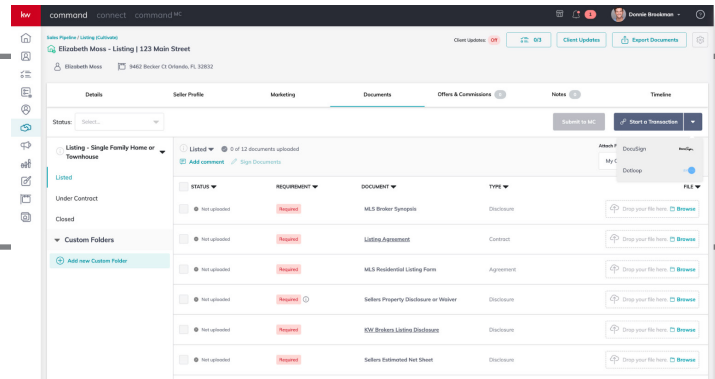 kw command connect command MC 1 Donnie Brookman
Sales Pipeline / Listing (Cultivate)
Elizabeth Moss - Listing | 123 Main Street
Client Updates: Off 0/3 Client Updates Export Documents
Elizabeth Moss 9462 Becker Ct Orlando, FL 32832
Details Seller Profile Marketing Documents Offers & Commissions Notes Timeline
Status: Select... Submit to MC Start a Transaction
Listing - Single Family Home or Townhouse
Listed 0 of 12 documents uploaded
Add comment Sign Documents
DocuSign
Dotloop
Listed
Under Contract
Closed
Custom Folders
Add new Custom Folder
STATUS REQUIREMENT DOCUMENT TYPE FILE
Not uploaded Required MLS Broker Synopsis Disclosure Drop your file here. Browse
Not uploaded Required Listing Agreement Contract Drop your file here. Browse
Not uploaded Required MLS Residential Listing Form Agreement Drop your file here. Browse
Not uploaded Required Sellers Property Disclosure or Waiver Disclosure Drop your file here. Browse
Not uploaded Required KW Brokers Listing Disclosure Disclosure Drop your file here. Browse
Not uploaded Required Sellers Estimated Net Sheet Disclosure Drop your file here. Browse